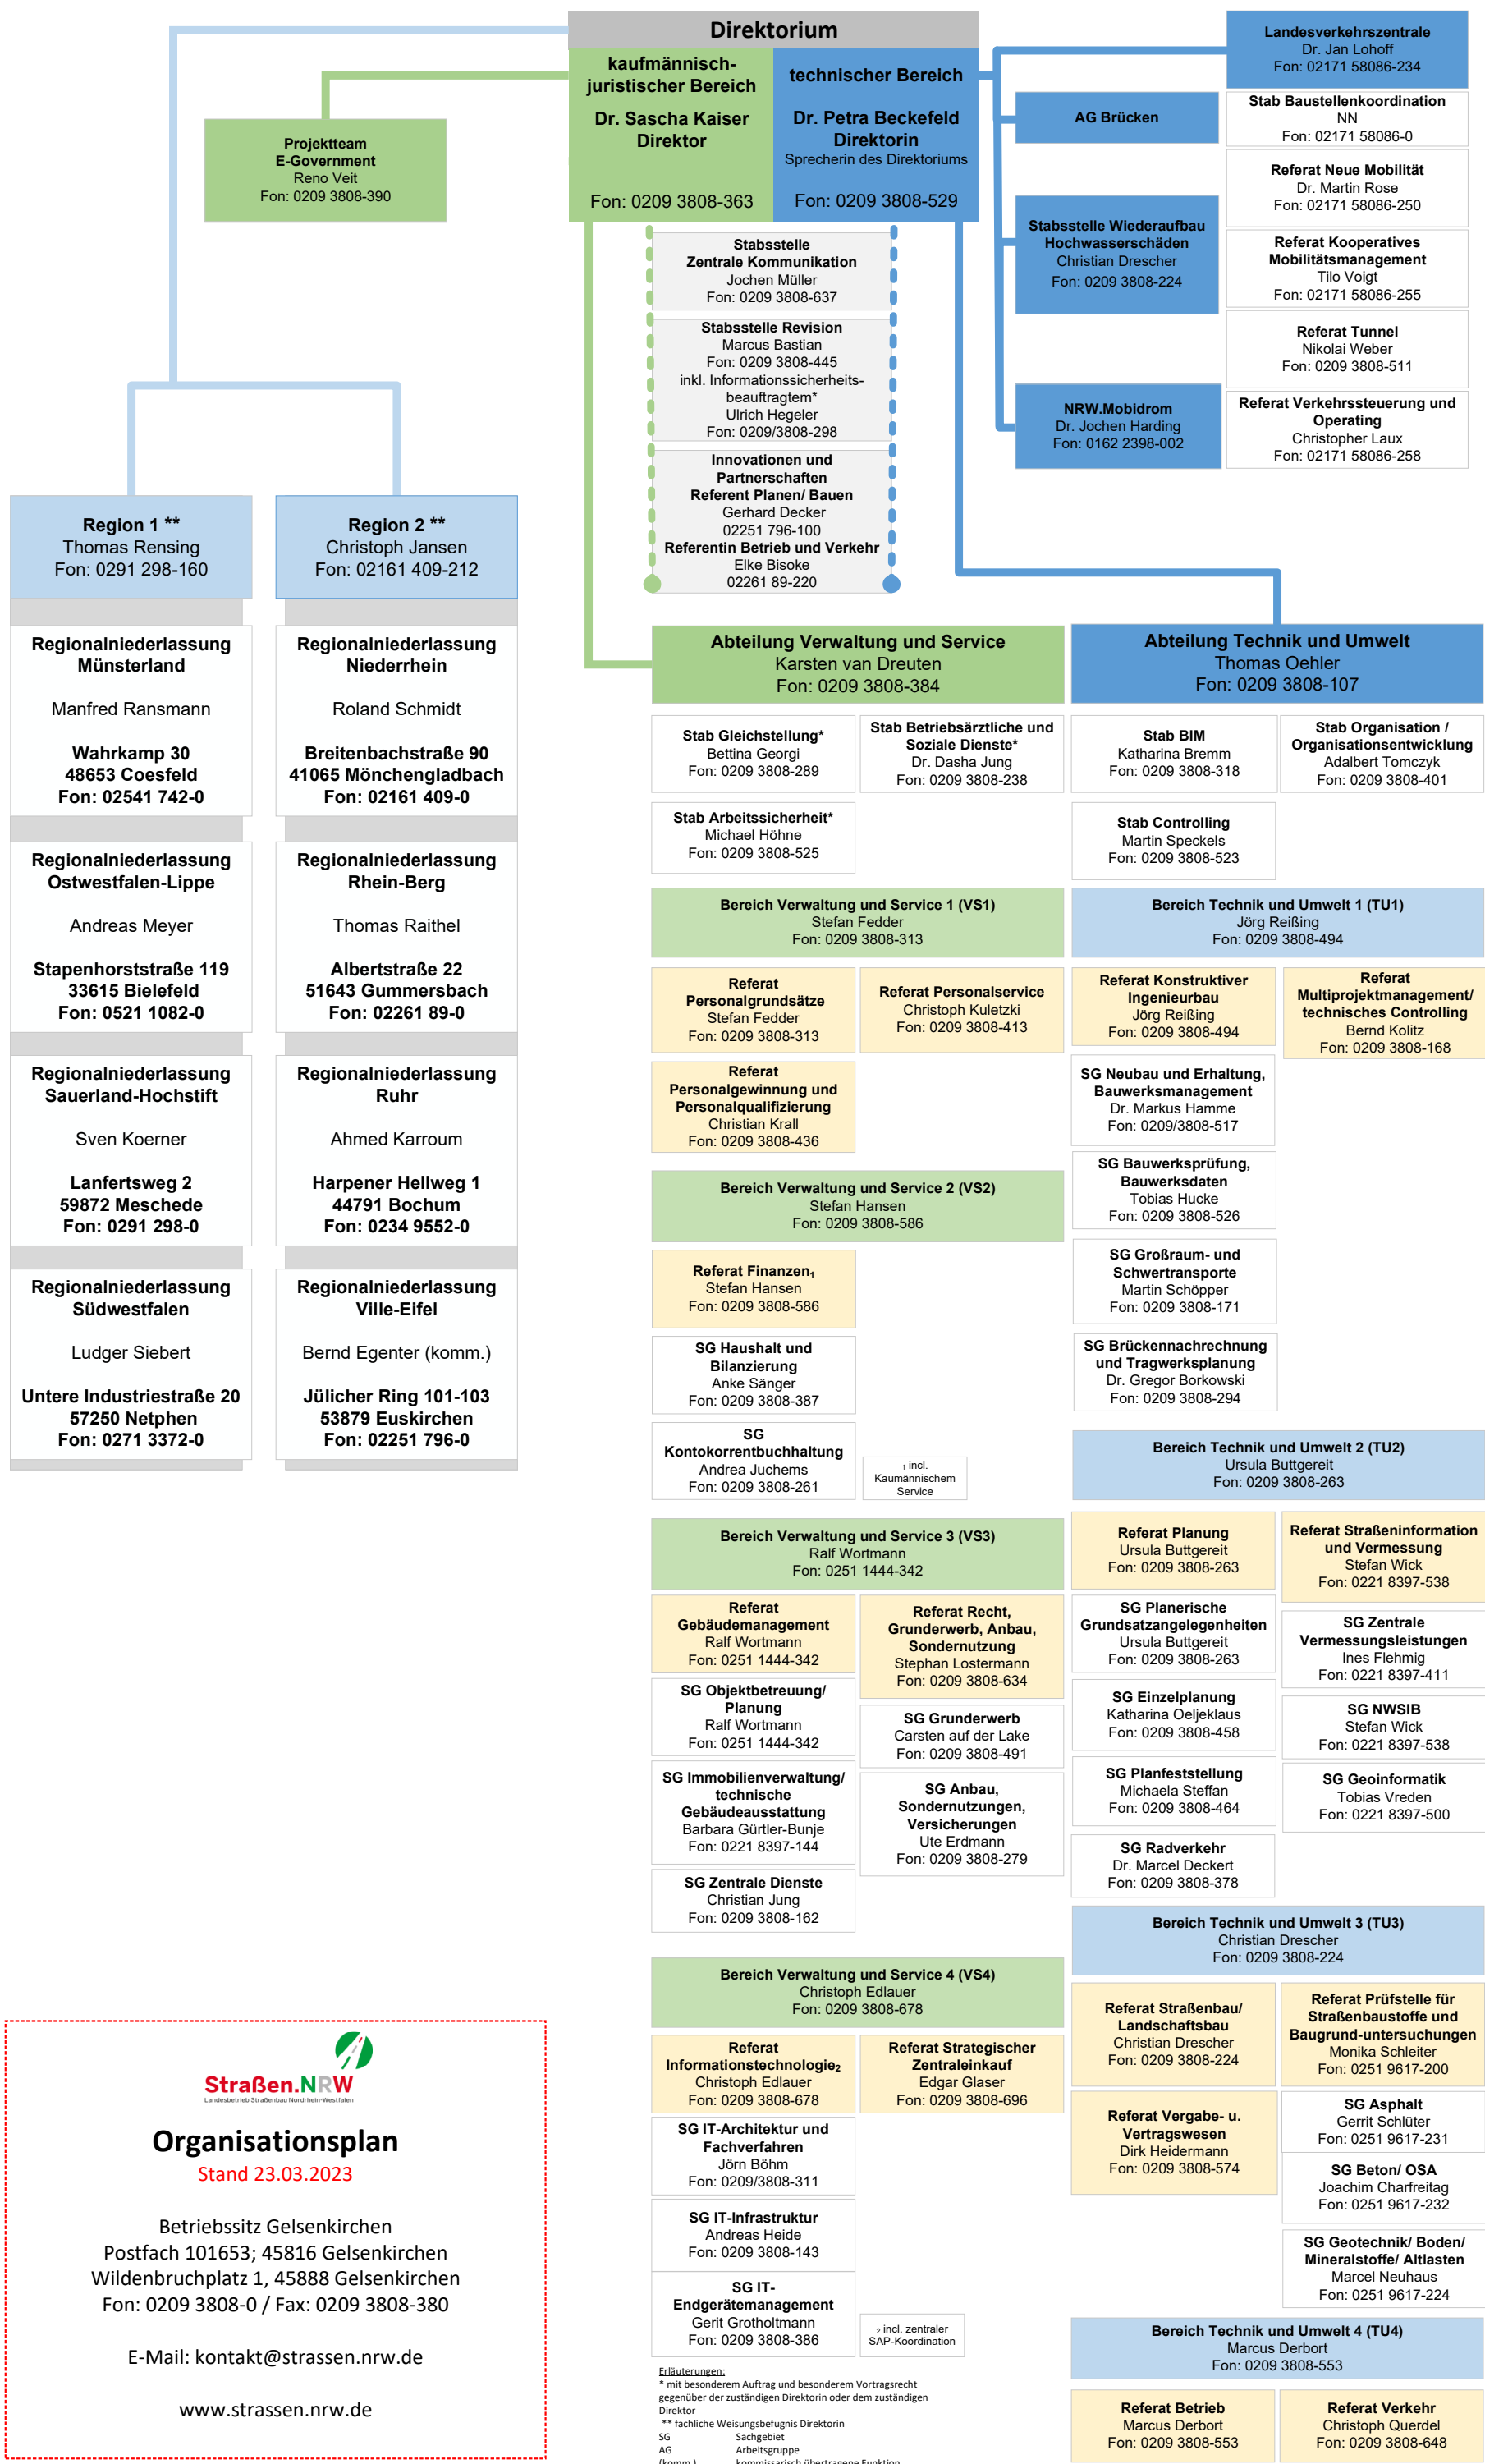 Direktorium
kaufmännisch-
juristischer Bereich
Dr. Sascha Kaiser
Direktor
Fon: 0209 3808-363
technischer Bereich
Dr. Petra Beckefeld
Direktorin
Sprecherin des Direktoriums
Fon: 0209 3808-529
Projektteam
E-Government
Reno Veit
Fon: 0209 3808-390
Landesverkehrszentrale
Dr. Jan Lohoff
Fon: 02171 58086-234
Stab Baustellenkoordination
NN
Fon: 02171 58086-0
Referat Neue Mobilität
Dr. Martin Rose
Fon: 02171 58086-250
Referat Kooperatives
Mobilitätsmanagement
Tilo Voigt
Fon: 02171 58086-255
Referat Tunnel
Nikolai Weber
Fon: 0209 3808-511
Referat Verkehrssteuerung und
Operating
Christopher Laux
Fon: 02171 58086-258
AG Brücken
Stabsstelle Wiederaufbau
Hochwasserschäden
Christian Drescher
Fon: 0209 3808-224
NRW.Mobidrom
Dr. Jochen Harding
Fon: 0162 2398-002
Stabsstelle
Zentrale Kommunikation
Jochen Müller
Fon: 0209 3808-637
Stabsstelle Revision
Marcus Bastian
Fon: 0209 3808-445
inkl. Informationssicherheits-
beauftragtem*
Ulrich Hegeler
Fon: 0209/3808-298
Innovationen und
Partnerschaften
Referent Planen/ Bauen
Gerhard Decker
02251 796-100
Referentin Betrieb und Verkehr
Elke Bisoke
02261 89-220
Region 1 **
Thomas Rensing
Fon: 0291 298-160
Regionalniederlassung
Münsterland
Manfred Ransmann
Wahrkamp 30
48653 Coesfeld
Fon: 02541 742-0
Regionalniederlassung
Ostwestfalen-Lippe
Andreas Meyer
Stapenhorststraße 119
33615 Bielefeld
Fon: 0521 1082-0
Regionalniederlassung
Sauerland-Hochstift
Sven Koerner
Lanfertsweg 2
59872 Meschede
Fon: 0291 298-0
Regionalniederlassung
Südwestfalen
Ludger Siebert
Untere Industriestraße 20
57250 Netphen
Fon: 0271 3372-0
Region 2 **
Christoph Jansen
Fon: 02161 409-212
Regionalniederlassung
Niederrhein
Roland Schmidt
Breitenbachstraße 90
41065 Mönchengladbach
Fon: 02161 409-0
Regionalniederlassung
Rhein-Berg
Thomas Raithel
Albertstraße 22
51643 Gummersbach
Fon: 02261 89-0
Regionalniederlassung
Ruhr
Ahmed Karroum
Harpener Hellweg 1
44791 Bochum
Fon: 0234 9552-0
Regionalniederlassung
Ville-Eifel
Bernd Egenter (komm.)
Jülicher Ring 101-103
53879 Euskirchen
Fon: 02251 796-0
Abteilung Verwaltung und Service
Karsten van Dreuten
Fon: 0209 3808-384
Stab Gleichstellung*
Bettina Georgi
Fon: 0209 3808-289
Stab Betriebsärztliche und
Soziale Dienste*
Dr. Dasha Jung
Fon: 0209 3808-238
Stab Arbeitssicherheit*
Michael Höhne
Fon: 0209 3808-525
Bereich Verwaltung und Service 1 (VS1)
Stefan Fedder
Fon: 0209 3808-313
Referat
Personalgrundsätze
Stefan Fedder
Fon: 0209 3808-313
Referat Personalservice
Christoph Kuletzki
Fon: 0209 3808-413
Referat
Personalgewinnung und
Personalqualifizierung
Christian Krall
Fon: 0209 3808-436
Bereich Verwaltung und Service 2 (VS2)
Stefan Hansen
Fon: 0209 3808-586
Referat Finanzen₁
Stefan Hansen
Fon: 0209 3808-586
SG Haushalt und
Bilanzierung
Anke Sänger
Fon: 0209 3808-387
SG
Kontokorrentbuchhaltung
Andrea Juchems
Fon: 0209 3808-261
₁ incl.
Kaumännischem
Service
Bereich Verwaltung und Service 3 (VS3)
Ralf Wortmann
Fon: 0251 1444-342
Referat
Gebäudemanagement
Ralf Wortmann
Fon: 0251 1444-342
SG Objektbetreuung/
Planung
Ralf Wortmann
Fon: 0251 1444-342
SG Immobilienverwaltung/
technische
Gebäudeausstattung
Barbara Gürtler-Bunje
Fon: 0221 8397-144
SG Zentrale Dienste
Christian Jung
Fon: 0209 3808-162
Referat Recht,
Grunderwerb, Anbau,
Sondernutzung
Stephan Lostermann
Fon: 0209 3808-634
SG Grunderwerb
Carsten auf der Lake
Fon: 0209 3808-491
SG Anbau,
Sondernutzungen,
Versicherungen
Ute Erdmann
Fon: 0209 3808-279
Bereich Verwaltung und Service 4 (VS4)
Christoph Edlauer
Fon: 0209 3808-678
Referat
Informationstechnologie₂
Christoph Edlauer
Fon: 0209 3808-678
Referat Strategischer
Zentraleinkauf
Edgar Glaser
Fon: 0209 3808-696
SG IT-Architektur und
Fachverfahren
Jörn Böhm
Fon: 0209/3808-311
SG IT-Infrastruktur
Andreas Heide
Fon: 0209 3808-143
SG IT-
Endgerätemanagement
Gerit Grotholtmann
Fon: 0209 3808-386
₂ incl. zentraler
SAP-Koordination
Abteilung Technik und Umwelt
Thomas Oehler
Fon: 0209 3808-107
Stab BIM
Katharina Bremm
Fon: 0209 3808-318
Stab Organisation /
Organisationsentwicklung
Adalbert Tomczyk
Fon: 0209 3808-401
Stab Controlling
Martin Speckels
Fon: 0209 3808-523
Bereich Technik und Umwelt 1 (TU1)
Jörg Reißing
Fon: 0209 3808-494
Referat Konstruktiver
Ingenieurbau
Jörg Reißing
Fon: 0209 3808-494
Referat
Multiprojektmanagement/
technisches Controlling
Bernd Kolitz
Fon: 0209 3808-168
SG Neubau und Erhaltung,
Bauwerksmanagement
Dr. Markus Hamme
Fon: 0209/3808-517
SG Bauwerksprüfung,
Bauwerksdaten
Tobias Hucke
Fon: 0209 3808-526
SG Großraum- und
Schwertransporte
Martin Schöpper
Fon: 0209 3808-171
SG Brückennachrechnung
und Tragwerksplanung
Dr. Gregor Borkowski
Fon: 0209 3808-294
Bereich Technik und Umwelt 2 (TU2)
Ursula Buttgereit
Fon: 0209 3808-263
Referat Planung
Ursula Buttgereit
Fon: 0209 3808-263
SG Planerische
Grundsatzangelegenheiten
Ursula Buttgereit
Fon: 0209 3808-263
SG Einzelplanung
Katharina Oeljeklaus
Fon: 0209 3808-458
SG Planfeststellung
Michaela Steffan
Fon: 0209 3808-464
SG Radverkehr
Dr. Marcel Deckert
Fon: 0209 3808-378
Referat Straßeninformation
und Vermessung
Stefan Wick
Fon: 0221 8397-538
SG Zentrale
Vermessungsleistungen
Ines Flehmig
Fon: 0221 8397-411
SG NWSIB
Stefan Wick
Fon: 0221 8397-538
SG Geoinformatik
Tobias Vreden
Fon: 0221 8397-500
Bereich Technik und Umwelt 3 (TU3)
Christian Drescher
Fon: 0209 3808-224
Referat Straßenbau/
Landschaftsbau
Christian Drescher
Fon: 0209 3808-224
Referat Vergabe- u.
Vertragswesen
Dirk Heidermann
Fon: 0209 3808-574
Referat Prüfstelle für
Straßenbaustoffe und
Baugrund-untersuchungen
Monika Schleiter
Fon: 0251 9617-200
SG Asphalt
Gerrit Schlüter
Fon: 0251 9617-231
SG Beton/ OSA
Joachim Charfreitag
Fon: 0251 9617-232
SG Geotechnik/ Boden/
Mineralstoffe/ Altlasten
Marcel Neuhaus
Fon: 0251 9617-224
Bereich Technik und Umwelt 4 (TU4)
Marcus Derbort
Fon: 0209 3808-553
Referat Betrieb
Marcus Derbort
Fon: 0209 3808-553
Referat Verkehr
Christoph Querdel
Fon: 0209 3808-648
Straßen.NRW
Landesbetrieb Straßenbau Nordrhein-Westfalen
Organisationsplan
Stand 23.03.2023
Betriebssitz Gelsenkirchen
Postfach 101653; 45816 Gelsenkirchen
Wildenbruchplatz 1, 45888 Gelsenkirchen
Fon: 0209 3808-0 / Fax: 0209 3808-380
E-Mail: kontakt@strassen.nrw.de
www.strassen.nrw.de
Erläuterungen:
* mit besonderem Auftrag und besonderem Vortragsrecht
gegenüber der zuständigen Direktorin oder dem zuständigen
Direktor
** fachliche Weisungsbefugnis Direktorin
SG Sachgebiet
AG Arbeitsgruppe
(komm.) kommissarisch übertragene Funktion